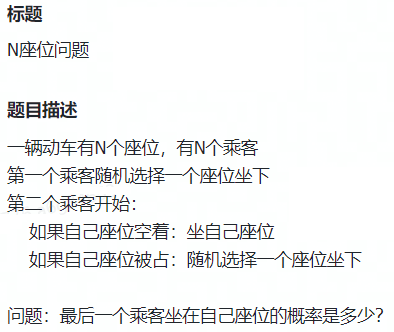 标题
N座位问题
题目描述
一辆动车有N个座位，有N个乘客
第一个乘客随机选择一个座位坐下
第二个乘客开始：
如果自己座位空着：坐自己座位
如果自己座位被占：随机选择一个座位坐下
问题：最后一个乘客坐在自己座位的概率是多少？